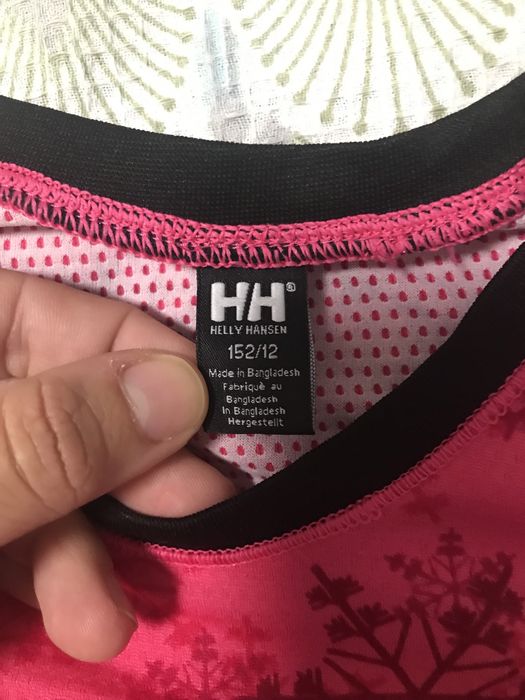 HH®
HELLY HANSEN
152/12
Made in Bangladesh
Fabriqué au
Bangladesh
In Bangladesh
Hergestellt